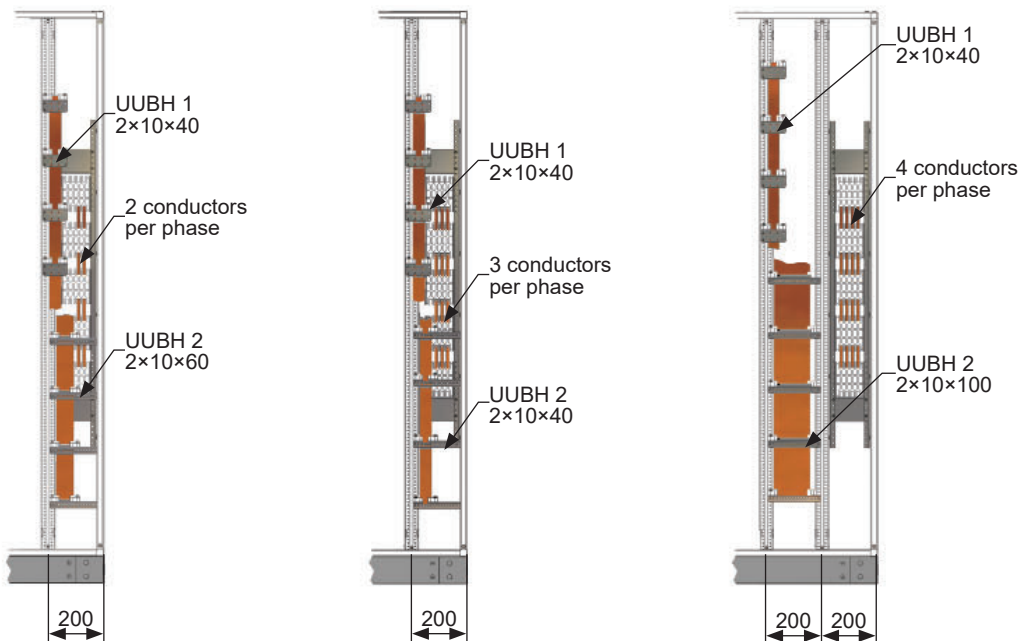 UUBH 1
2×10×40
2 conductors
per phase
UUBH 2
2×10×60
200
UUBH 1
2×10×40
3 conductors
per phase
UUBH 2
2×10×40
200
UUBH 1
2×10×40
4 conductors
per phase
UUBH 2
2×10×100
200
200